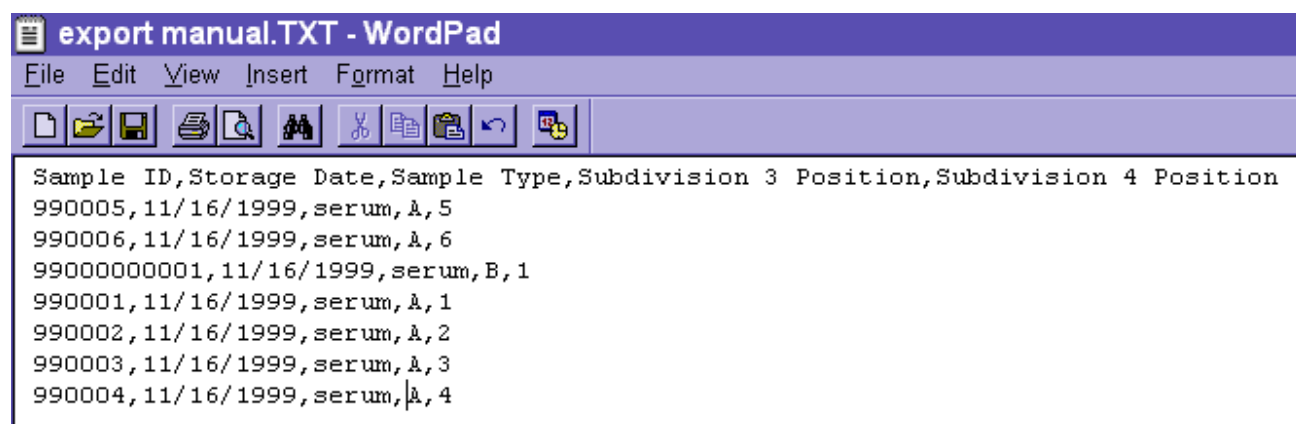 export manual.TXT - WordPad
File Edit View Insert Format Help
Sample ID,Storage Date,Sample Type,Subdivision 3 Position,Subdivision 4 Position
990005,11/16/1999,serum,A,5
990006,11/16/1999,serum,A,6
99000000001,11/16/1999,serum,B,1
990001,11/16/1999,serum,A,1
990002,11/16/1999,serum,A,2
990003,11/16/1999,serum,A,3
990004,11/16/1999,serum,A,4